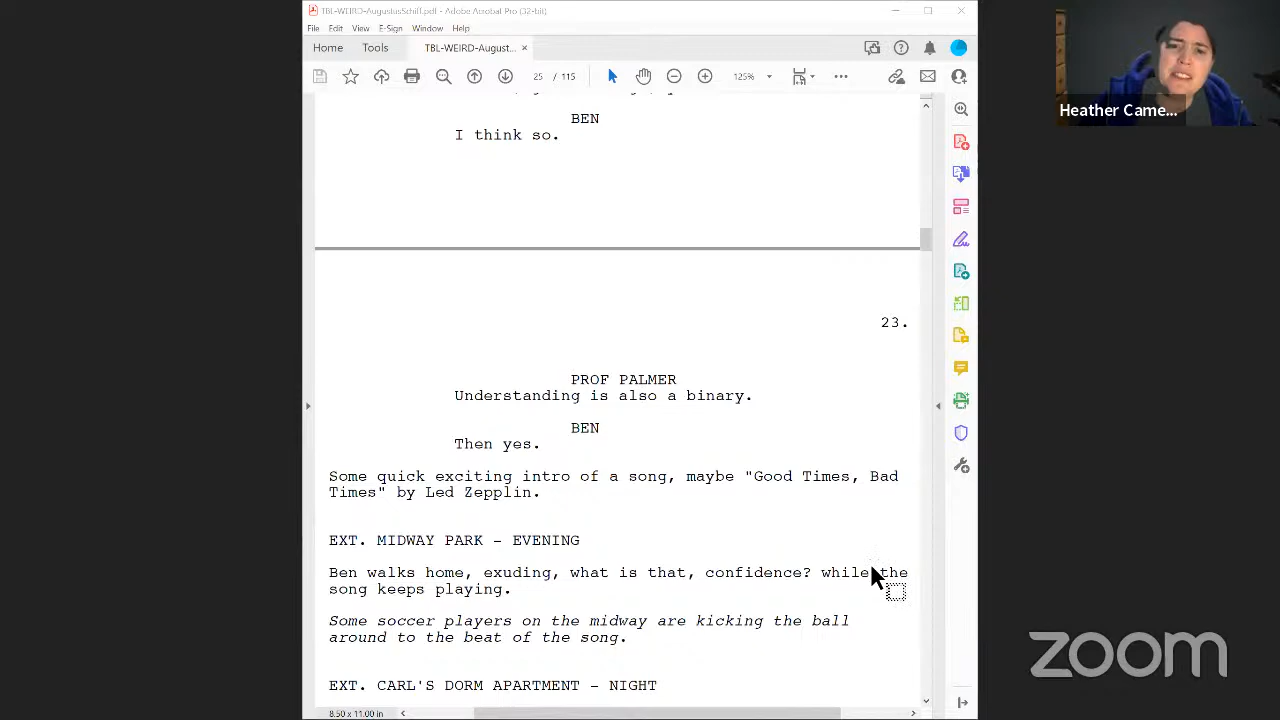 TBL-WEIRD-AugustusSchiff.pdf - Adobe Acrobat Pro (32-bit)
File Edit View E-Sign Window Help
Home Tools TBL-WEIRD-August... ×
25 / 115 125%
BEN
I think so.
23.
PROF PALMER
Understanding is also a binary.
BEN
Then yes.
Some quick exciting intro of a song, maybe "Good Times, Bad
Times" by Led Zepplin.
EXT. MIDWAY PARK - EVENING
Ben walks home, exuding, what is that, confidence? while the
song keeps playing.
Some soccer players on the midway are kicking the ball
around to the beat of the song.
EXT. CARL'S DORM APARTMENT - NIGHT
8.50 x 11.00 in
Heather Came...
zoom